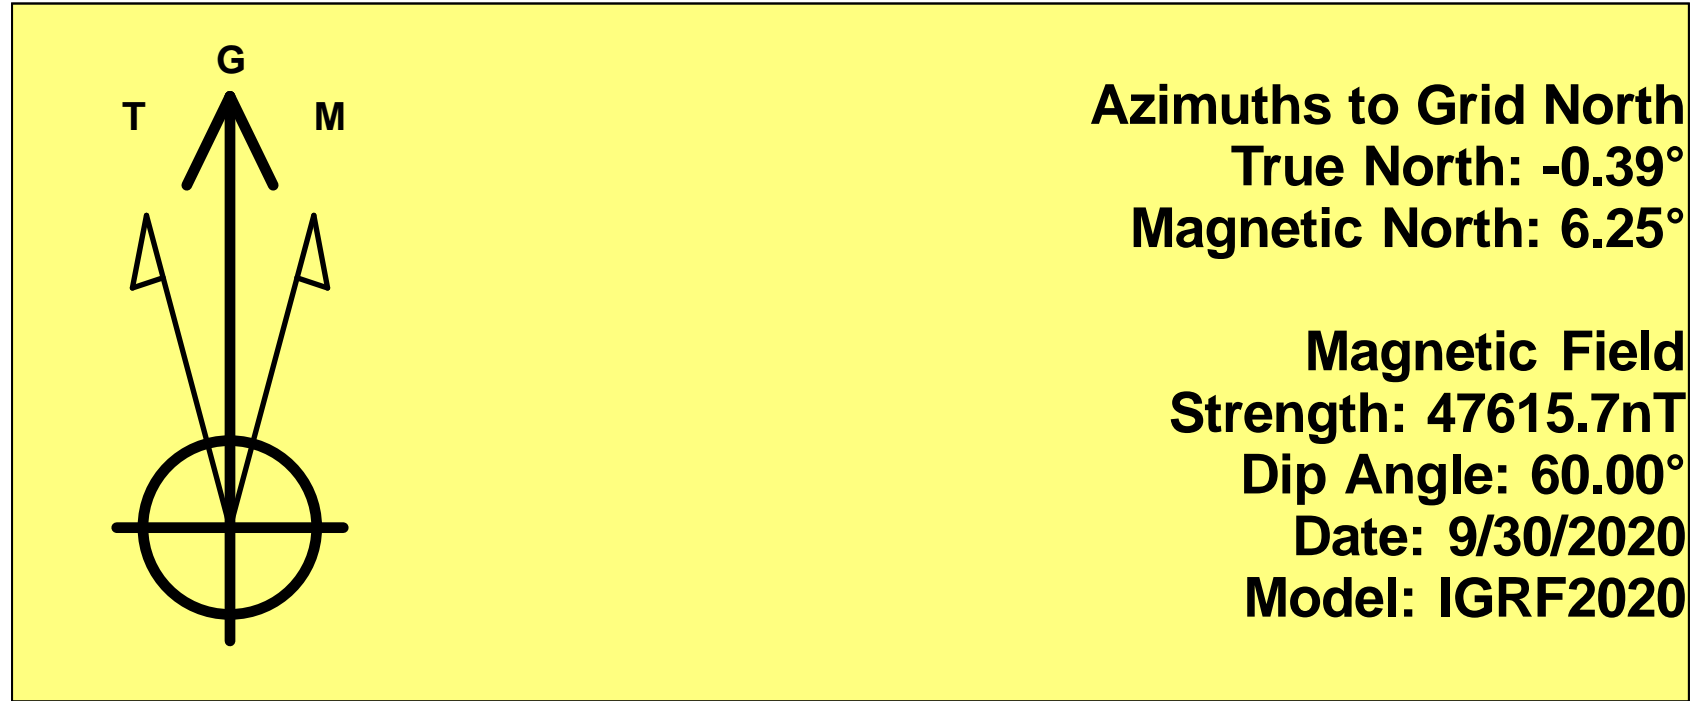 G
T M
Azimuths to Grid North
True North: -0.39°
Magnetic North: 6.25°
Magnetic Field
Strength: 47615.7nT
Dip Angle: 60.00°
Date: 9/30/2020
Model: IGRF2020